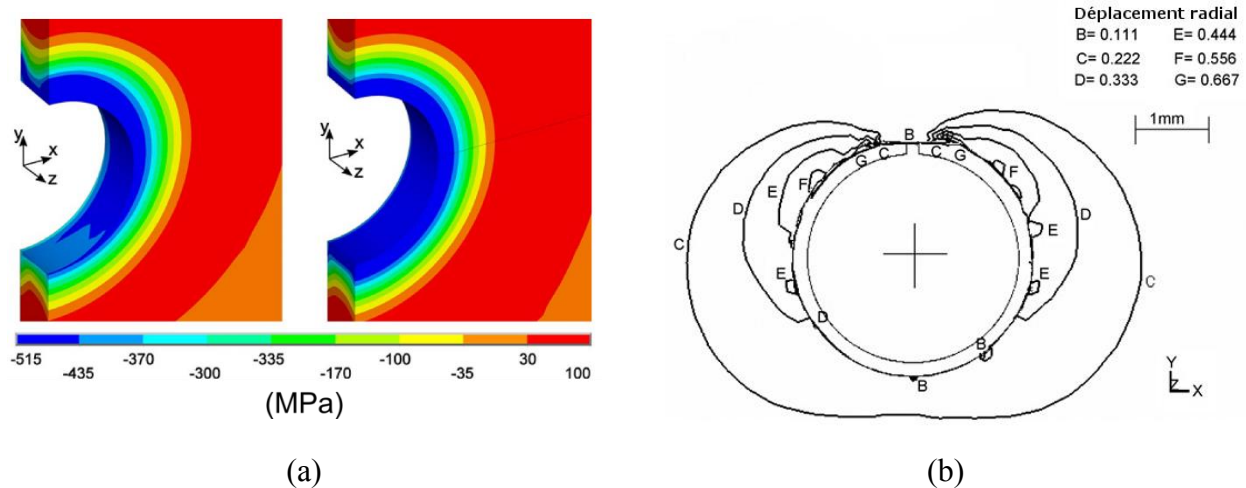 Déplacement radial
B= 0.111 E= 0.444
C= 0.222 F= 0.556
D= 0.333 G= 0.667
1mm
y
x
z
y
x
z
B
C C
G G
F F
E
D D
E
C
C
E E
D
B
B
Y
Z X
-515 -370 -335 -100 30
-435 -300 -170 -35 100
(MPa)
(a) (b)